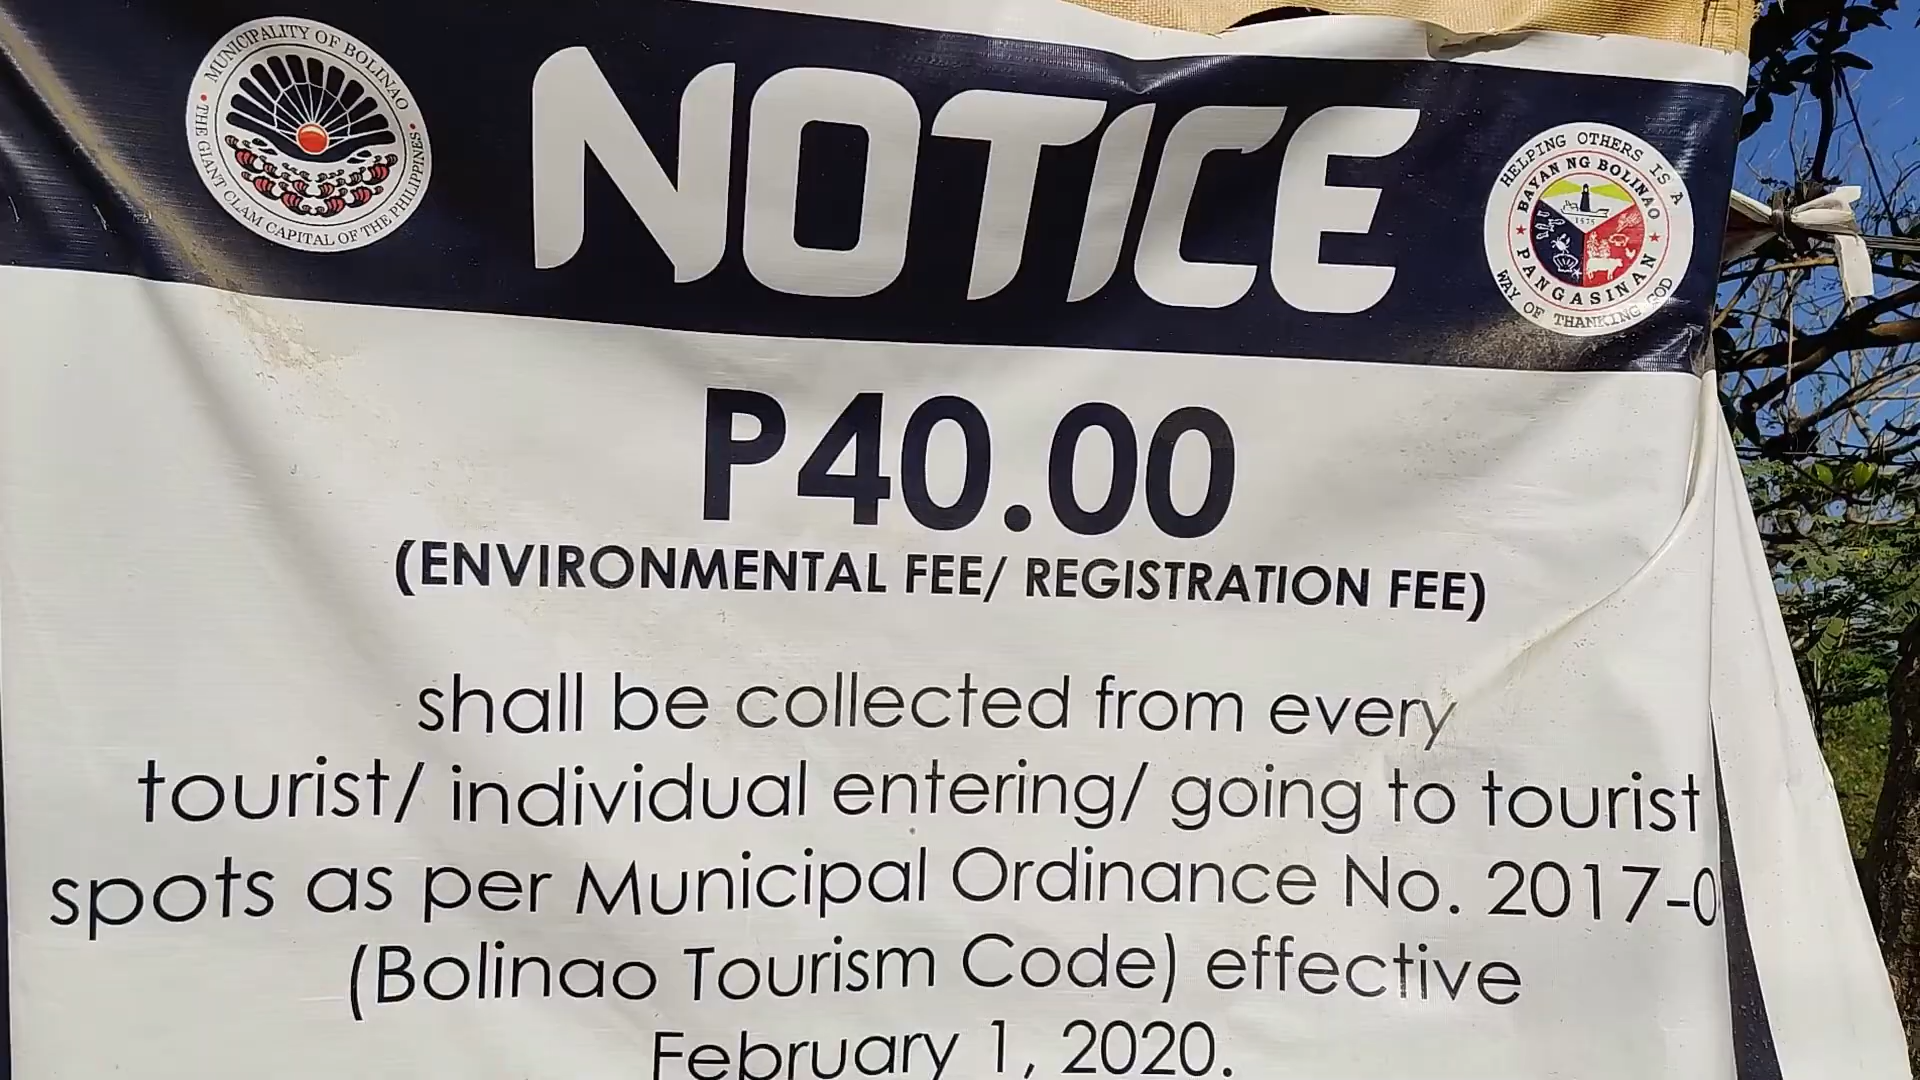 MUNICIPALITY OF BOLINAO
• THE GIANT CLAM CAPITAL OF THE PHILIPPINES •
NOTICE
HELPING OTHERS IS A
WAY OF THANKING GOD
BAYAN NG BOLINAO
PANGASINAN
1575
P40.00
(ENVIRONMENTAL FEE/ REGISTRATION FEE)
shall be collected from every
tourist/ individual entering/ going to tourist
spots as per Municipal Ordinance No. 2017-0
(Bolinao Tourism Code) effective
February 1, 2020.